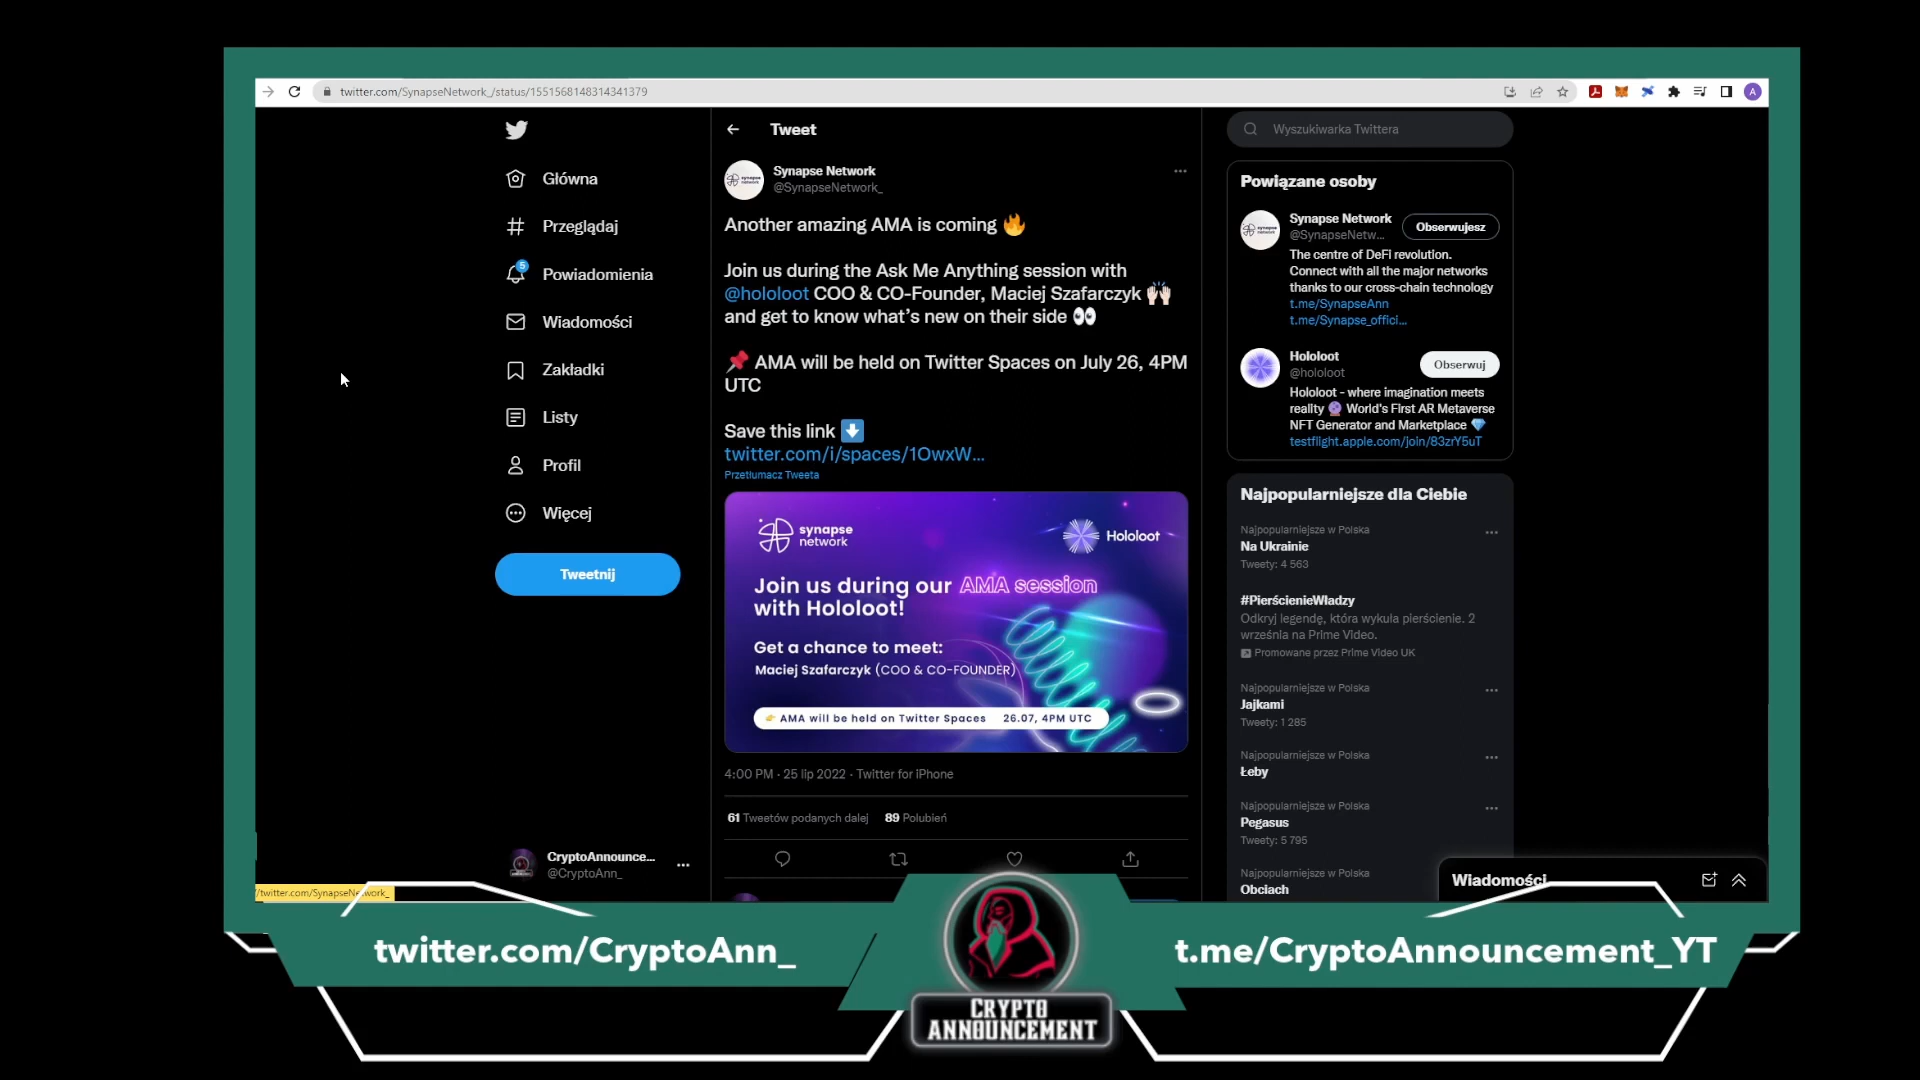 twitter.com/SynapseNetwork_/status/1551568148314341379
A
Tweet
Wyszukiwarka Twittera
Główna
Przeglądaj
5
Powiadomienia
Wiadomości
Zakładki
Listy
Profil
Więcej
Tweetnij
CryptoAnnounce...
@CryptoAnn_
Synapse Network
@SynapseNetwork_
Another amazing AMA is coming 🔥
Join us during the Ask Me Anything session with
@hololoot COO & CO-Founder, Maciej Szafarczyk 🙌🏻
and get to know what's new on their side 👀
📌 AMA will be held on Twitter Spaces on July 26, 4PM
UTC
Save this link ⬇️
twitter.com/i/spaces/1OwxW...
Przetłumacz Tweeta
synapse
network
Hololoot
Join us during our AMA session
with Hololoot!
Get a chance to meet:
Maciej Szafarczyk (COO & CO-FOUNDER)
👉 AMA will be held on Twitter Spaces 26.07, 4PM UTC
4:00 PM · 25 lip 2022 · Twitter for iPhone
61 Tweetów podanych dalej 89 Polubień
Powiązane osoby
Synapse Network
@SynapseNetw...
Obserwujesz
The centre of DeFi revolution.
Connect with all the major networks
thanks to our cross-chain technology
t.me/SynapseAnn
t.me/Synapse_offici...
Hololoot
@hololoot
Obserwuj
Hololoot - where imagination meets
reality 🔮 World's First AR Metaverse
NFT Generator and Marketplace 💎
testflight.apple.com/join/83zrY5uT
Najpopularniejsze dla Ciebie
Najpopularniejsze w Polska
Na Ukrainie
Tweety: 4 563
#PierścienieWładzy
Odkryj legendę, która wykuła pierścienie. 2
września na Prime Video.
Promowane przez Prime Video UK
Najpopularniejsze w Polska
Jajkami
Tweety: 1 285
Najpopularniejsze w Polska
Łeby
Najpopularniejsze w Polska
Pegasus
Tweety: 5 795
Najpopularniejsze w Polska
Obciach
Wiadomości
/twitter.com/SynapseNetwork_
twitter.com/CryptoAnn_
t.me/CryptoAnnouncement_YT
CRYPTO
ANNOUNCEMENT